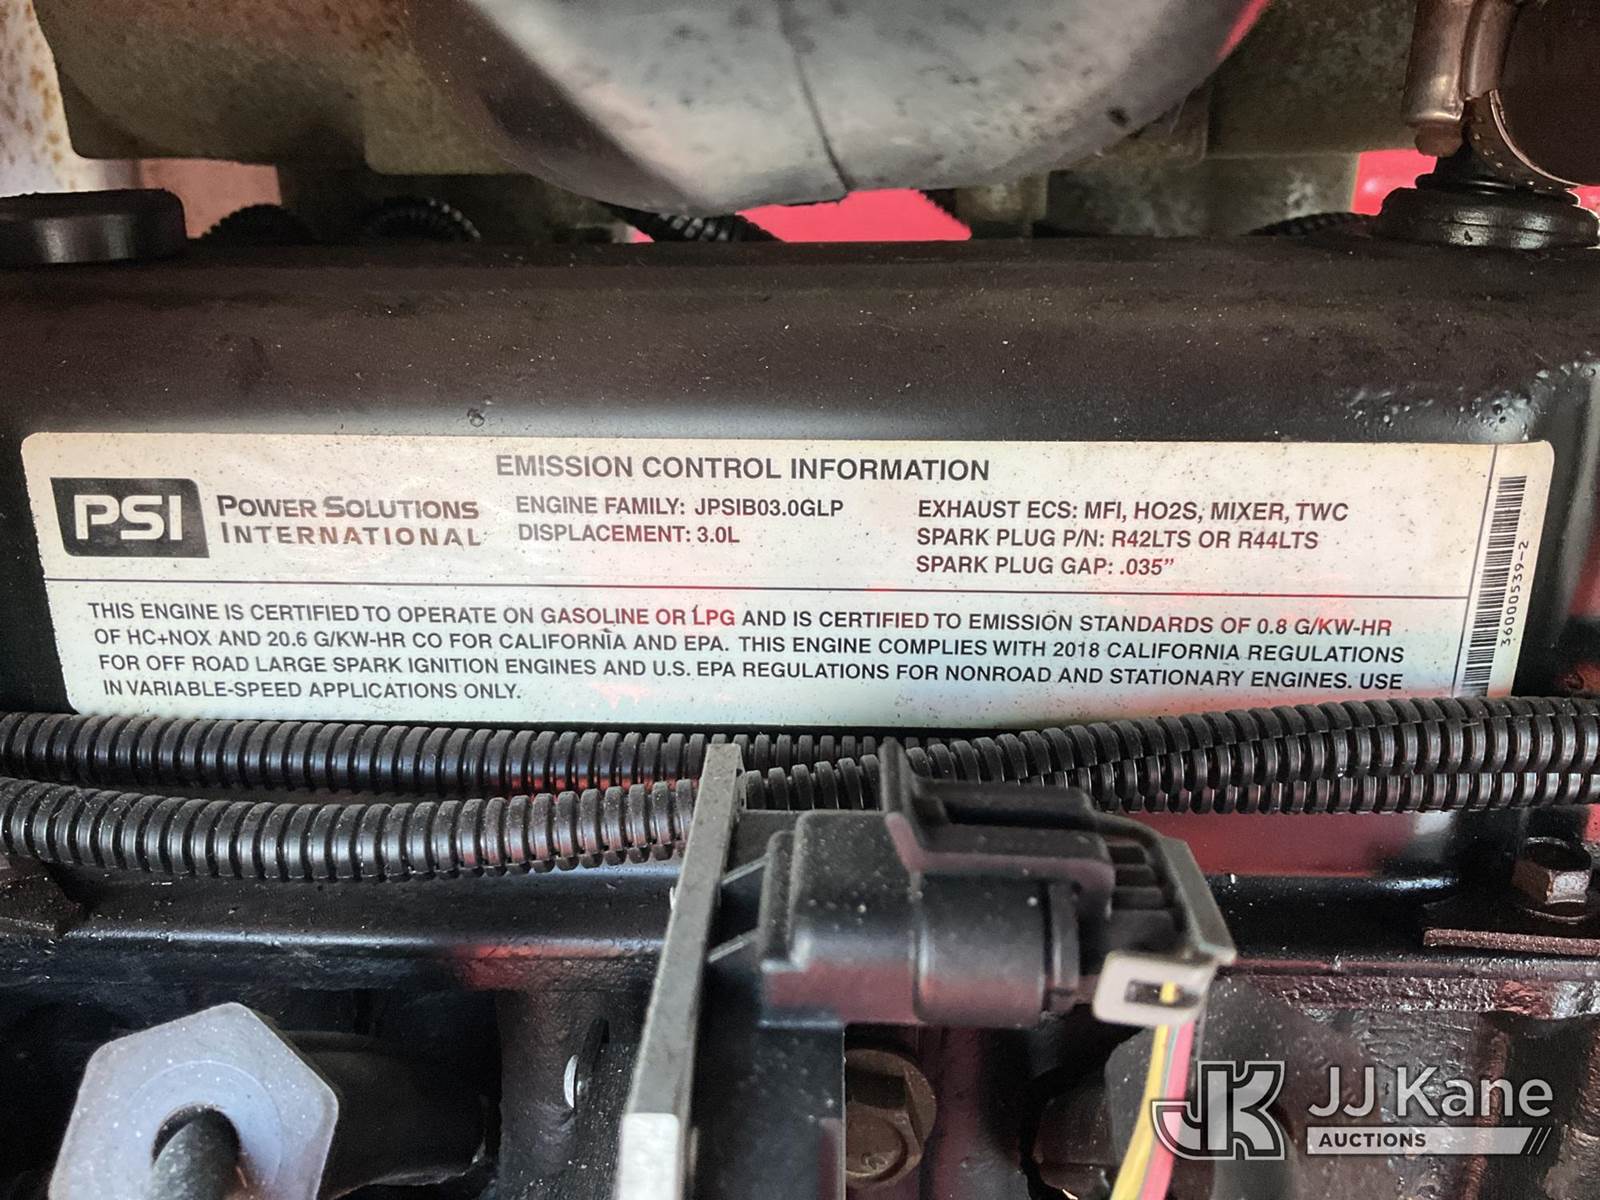 EMISSION CONTROL INFORMATION
PSI POWER SOLUTIONS
INTERNATIONAL
ENGINE FAMILY: JPSIB03.0GLP
DISPLACEMENT: 3.0L
EXHAUST ECS: MFI, HO2S, MIXER, TWC
SPARK PLUG P/N: R42LTS OR R44LTS
SPARK PLUG GAP: .035"
THIS ENGINE IS CERTIFIED TO OPERATE ON GASOLINE OR LPG AND IS CERTIFIED TO EMISSION STANDARDS OF 0.8 G/KW-HR
OF HC+NOX AND 20.6 G/KW-HR CO FOR CALIFORNIA AND EPA. THIS ENGINE COMPLIES WITH 2018 CALIFORNIA REGULATIONS
FOR OFF ROAD LARGE SPARK IGNITION ENGINES AND U.S. EPA REGULATIONS FOR NONROAD AND STATIONARY ENGINES. USE
IN VARIABLE-SPEED APPLICATIONS ONLY.
36000539-2
JK JJ Kane
AUCTIONS